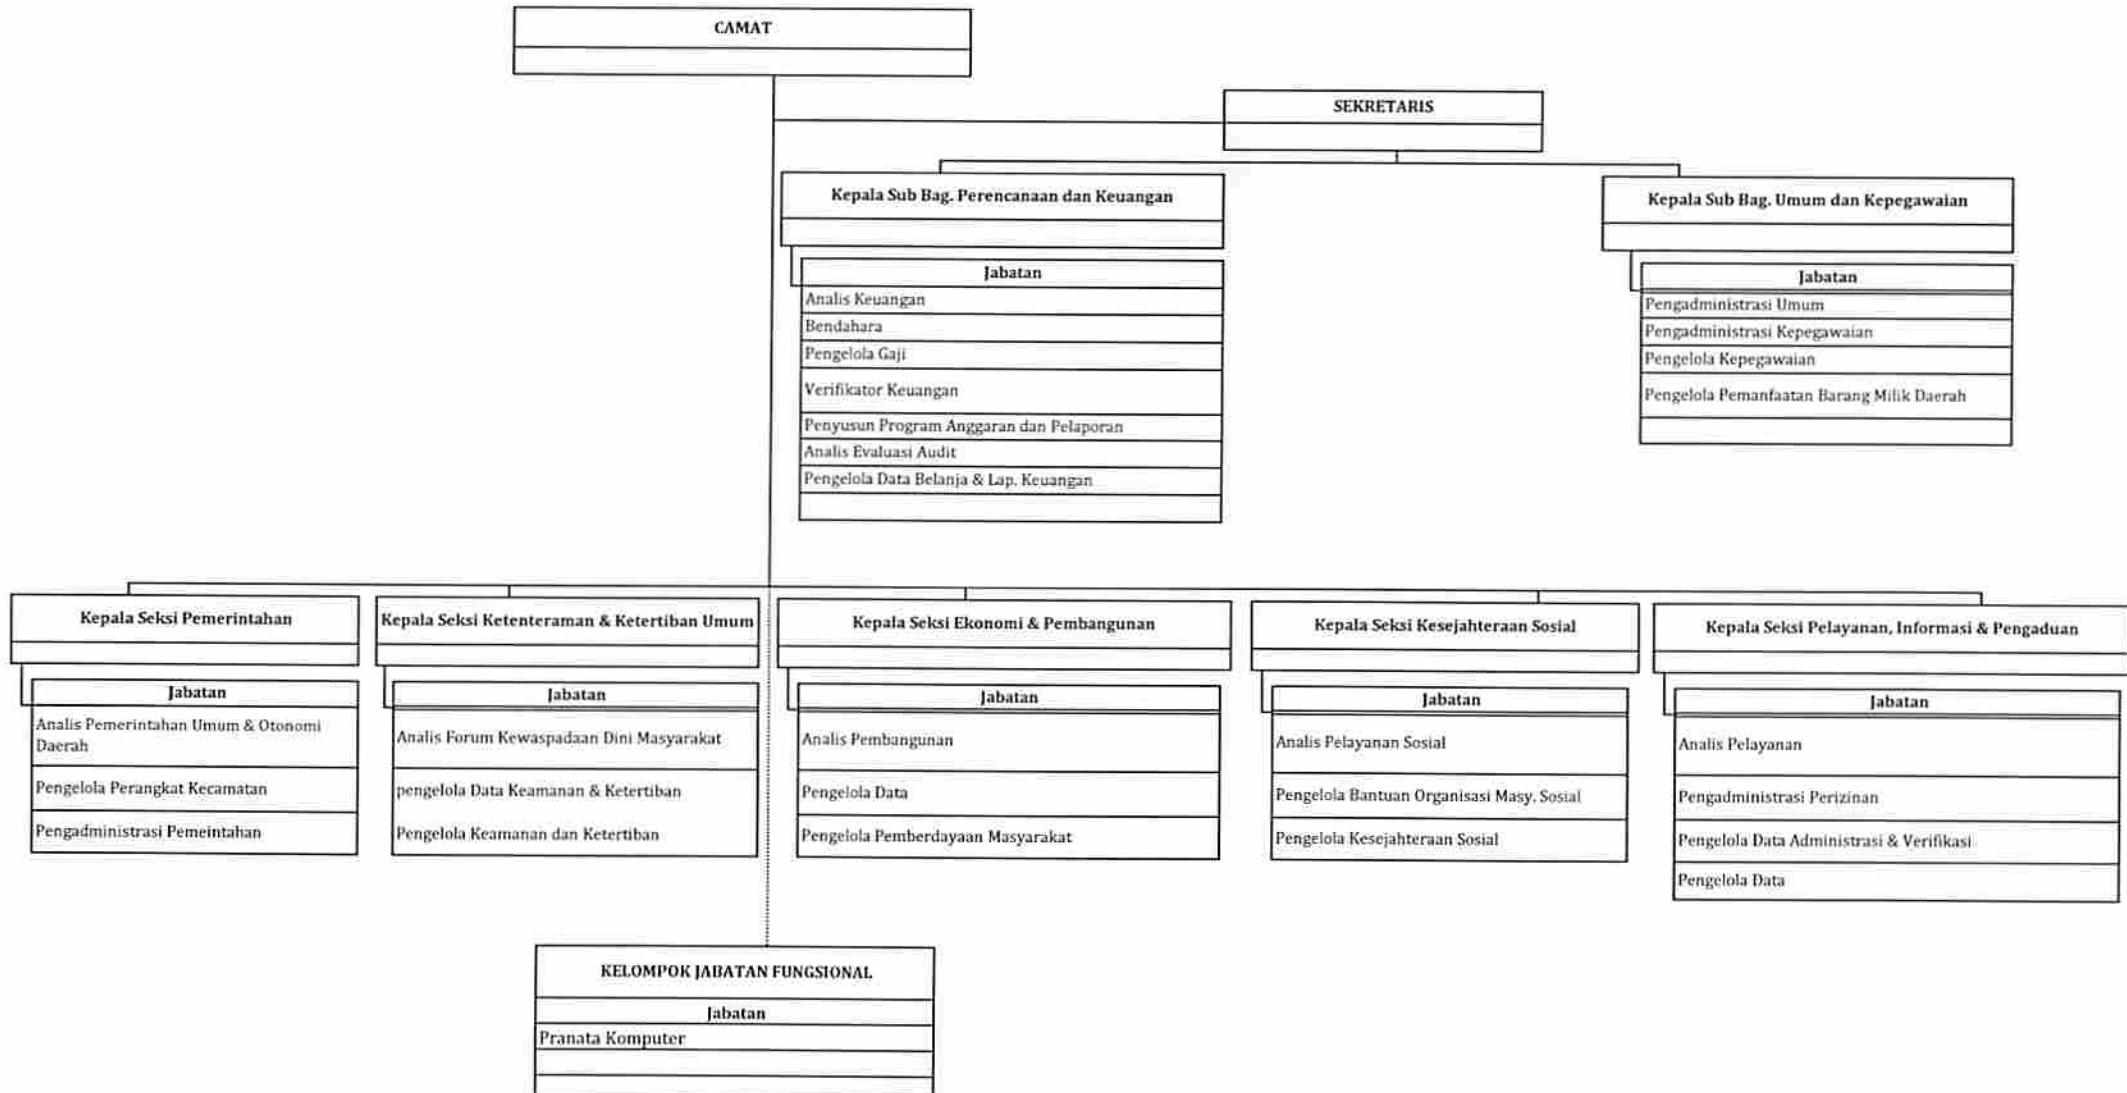 CAMAT
SEKRETARIS
Kepala Sub Bag. Perencanaan dan Keuangan
Jabatan
Analis Keuangan
Bendahara
Pengelola Gaji
Verifikator Keuangan
Penyusun Program Anggaran dan Pelaporan
Analis Evaluasi Audit
Pengelola Data Belanja & Lap. Keuangan
Kepala Sub Bag. Umum dan Kepegawaian
Jabatan
Pengadministrasi Umum
Pengadministrasi Kepegawaian
Pengelola Kepegawaian
Pengelola Pemanfaatan Barang Milik Daerah
Kepala Seksi Pemerintahan
Jabatan
Analis Pemerintahan Umum & Otonomi
Daerah
Pengelola Perangkat Kecamatan
Pengadministrasi Pemeintahan
Kepala Seksi Ketenteraman & Ketertiban Umum
Jabatan
Analis Forum Kewaspadaan Dini Masyarakat
pengelola Data Keamanan & Ketertiban
Pengelola Keamanan dan Ketertiban
Kepala Seksi Ekonomi & Pembangunan
Jabatan
Analis Pembangunan
Pengelola Data
Pengelola Pemberdayaan Masyarakat
Kepala Seksi Kesejahteraan Sosial
Jabatan
Analis Pelayanan Sosial
Pengelola Bantuan Organisasi Masy. Sosial
Pengelola Kesejahteraan Sosial
Kepala Seksi Pelayanan, Informasi & Pengaduan
Jabatan
Analis Pelayanan
Pengadministrasi Perizinan
Pengelola Data Administrasi & Verifikasi
Pengelola Data
KELOMPOK JABATAN FUNGSIONAL
Jabatan
Pranata Komputer